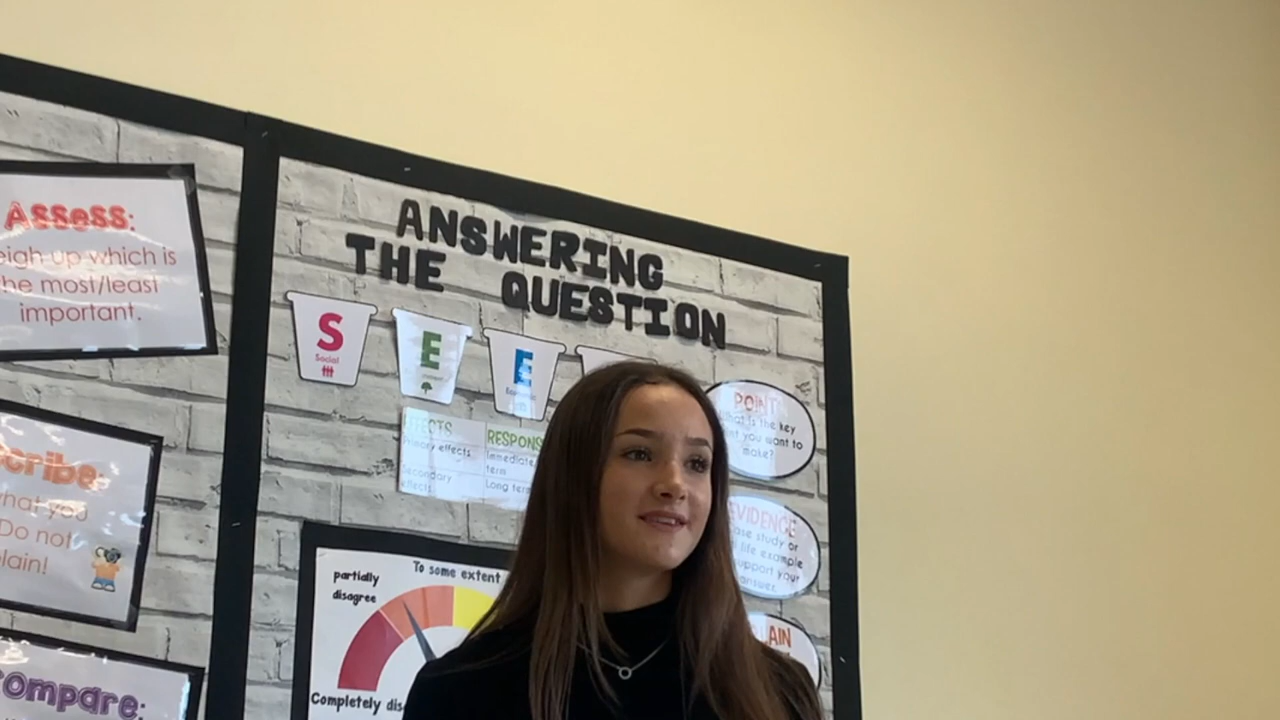 Assess:
eigh up which is
he most/least
important.
cribe:
what you
Do not
plain!
ompare:
ANSWERING
THE QUESTION
S
Social
E
E
EFFECTS
RESPONS
Primary effects
Immediate
term
Secondary
effects
Long term
partially
disagree
To some extent
Completely dis
POINT
What is the key
you want to
make?
EVIDENCE
ase study or
life example
support your
answer.
LAIN